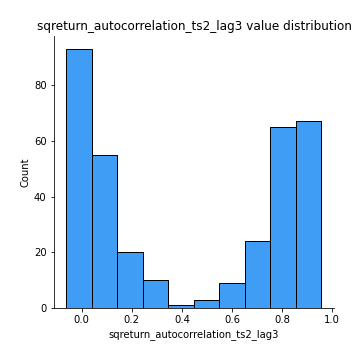 sqreturn_autocorrelation_ts2_lag3 value distribution
80
60
40
20
0
Count
0.0 0.2 0.4 0.6 0.8 1.0
sqreturn_autocorrelation_ts2_lag3